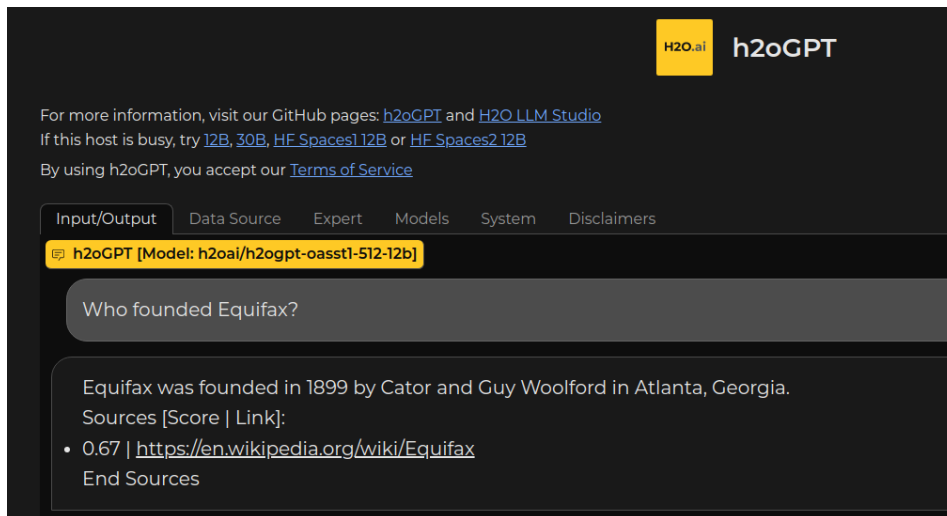 H2O.ai h2oGPT
For more information, visit our GitHub pages: h2oGPT and H2O LLM Studio
If this host is busy, try 12B, 30B, HF Spaces1 12B or HF Spaces2 12B
By using h2oGPT, you accept our Terms of Service
Input/Output Data Source Expert Models System Disclaimers
h2oGPT [Model: h2oai/h2ogpt-oasst1-512-12b]
Who founded Equifax?
Equifax was founded in 1899 by Cator and Guy Woolford in Atlanta, Georgia.
Sources [Score | Link]:
• 0.67 | https://en.wikipedia.org/wiki/Equifax
End Sources